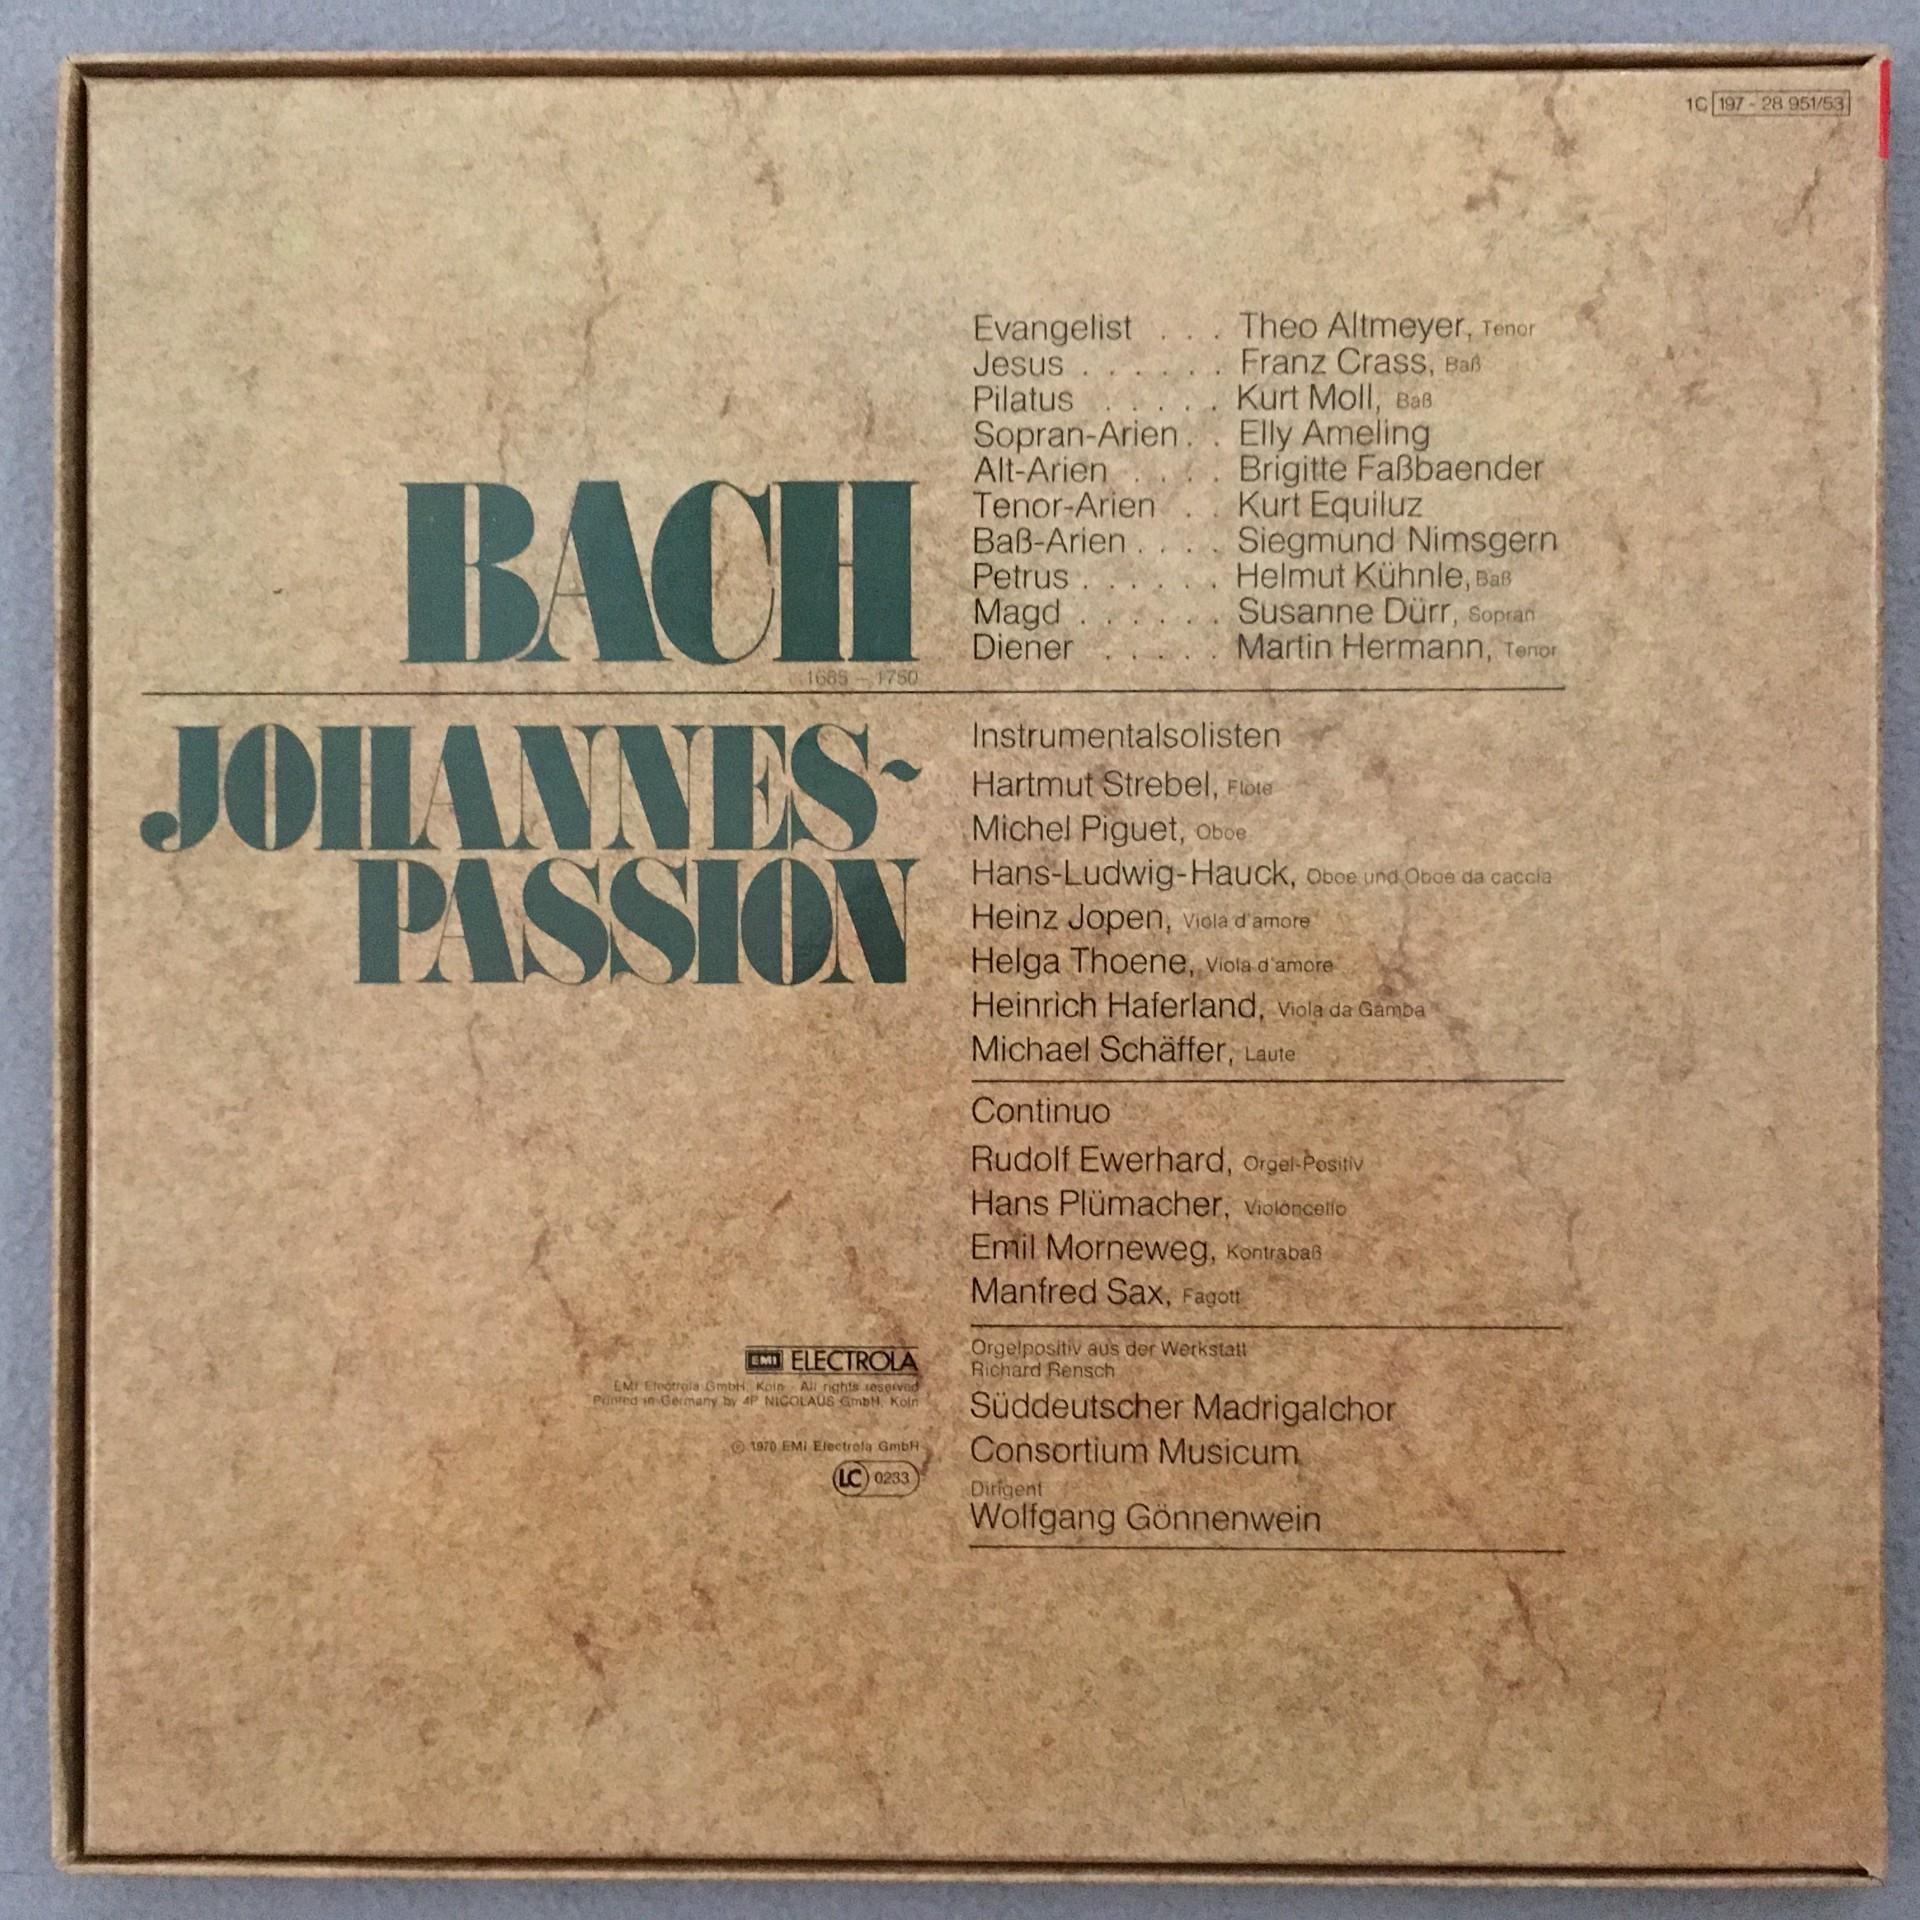 1C 197 - 28 951/53
BACH
1685 – 1750
JOHANNES-
PASSION
Evangelist . . . Theo Altmeyer, Tenor
Jesus . . . . . . Franz Crass, Baß
Pilatus . . . . . Kurt Moll, Baß
Sopran-Arien . . Elly Ameling
Alt-Arien . . . . Brigitte Faßbaender
Tenor-Arien . . Kurt Equiluz
Baß-Arien . . . . Siegmund Nimsgern
Petrus . . . . . . Helmut Kühnle, Baß
Magd . . . . . . Susanne Dürr, Sopran
Diener . . . . . Martin Hermann, Tenor
Instrumentalsolisten
Hartmut Strebel, Flöte
Michel Piguet, Oboe
Hans-Ludwig-Hauck, Oboe und Oboe da caccia
Heinz Jopen, Viola d'amore
Helga Thoene, Viola d'amore
Heinrich Haferland, Viola da Gamba
Michael Schäffer, Laute
Continuo
Rudolf Ewerhard, Orgel-Positiv
Hans Plümacher, Violoncello
Emil Morneweg, Kontrabaß
Manfred Sax, Fagott
Orgelpositiv aus der Werkstatt
Richard Rensch
Süddeutscher Madrigalchor
Consortium Musicum
Dirigent
Wolfgang Gönnenwein
EMI ELECTROLA
EMI Electrola GmbH, Köln · All rights reserved
Printed in Germany by 4P NICOLAUS GmbH, Köln
℗ 1970 EMI Electrola GmbH
LC 0233